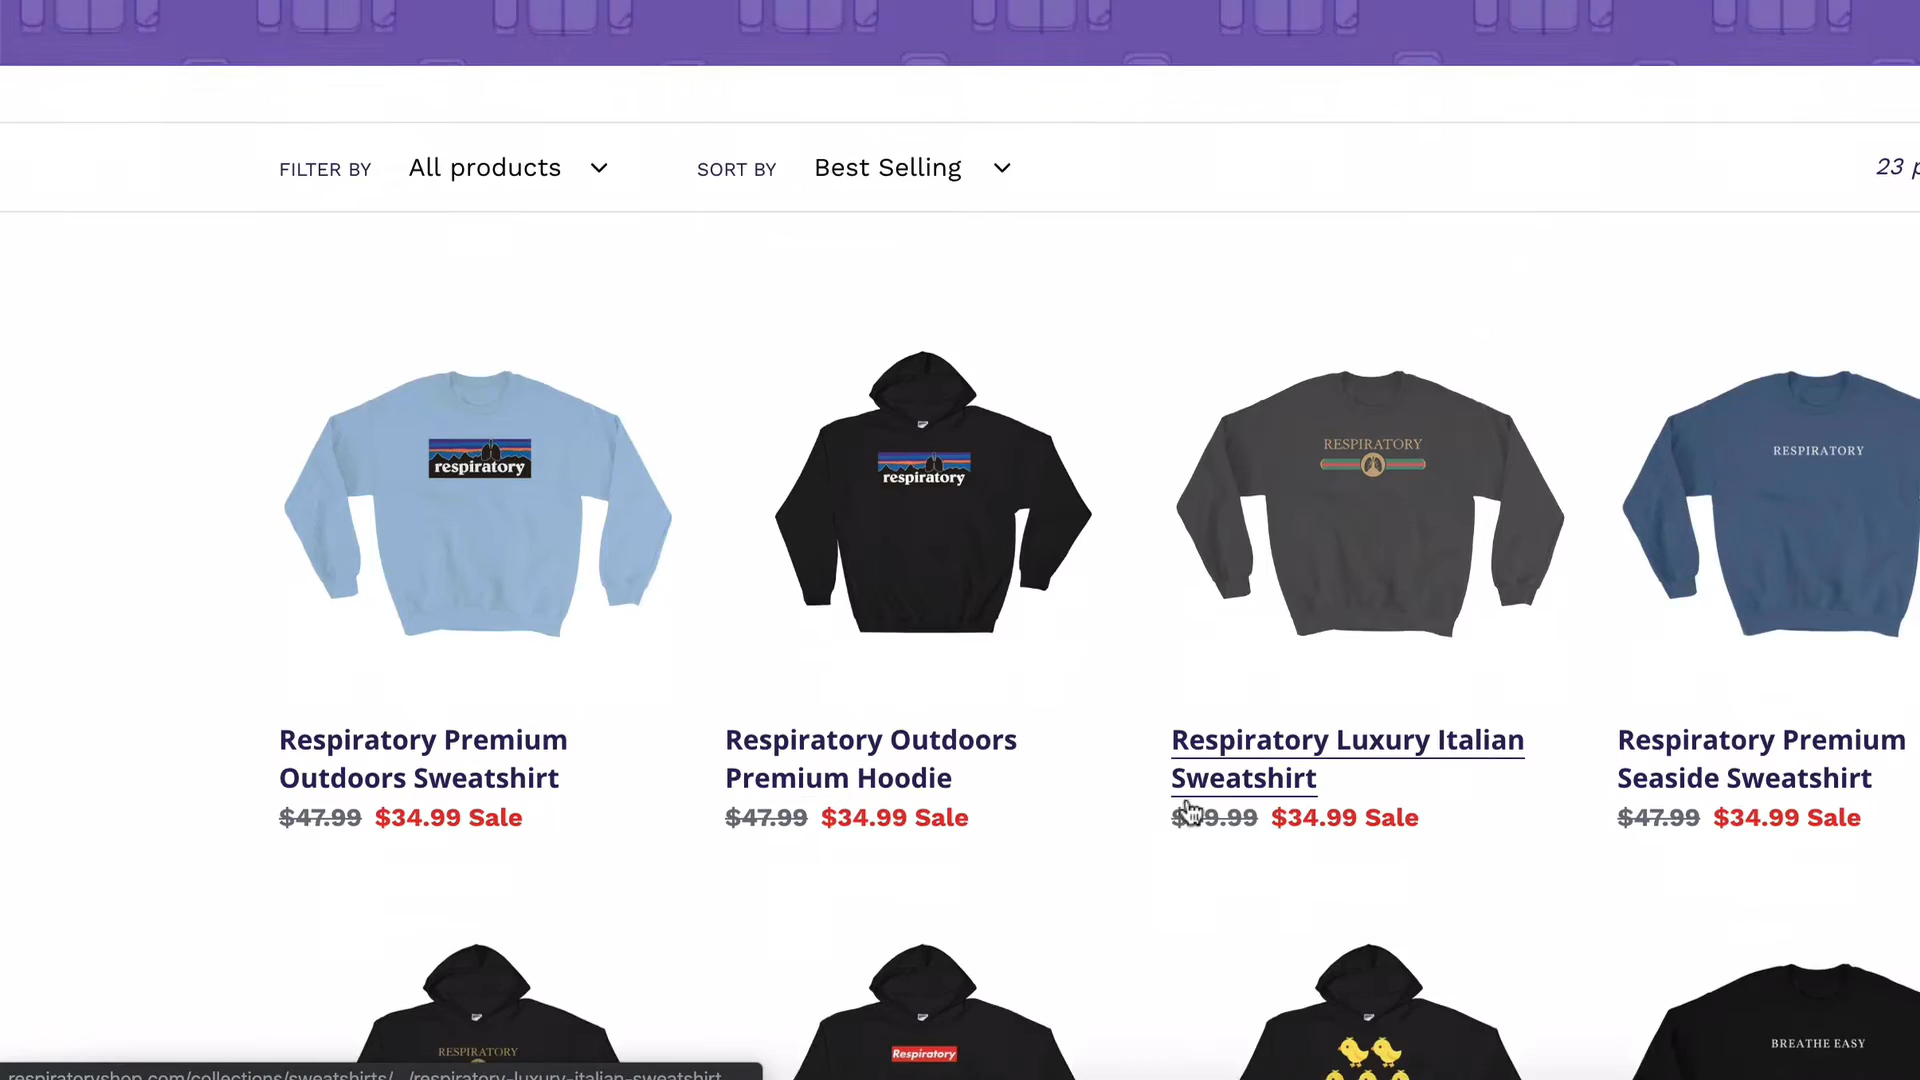 FILTER BY All products SORT BY Best Selling 23
respiratory
respiratory
RESPIRATORY
RESPIRATORY
Respiratory Premium
Outdoors Sweatshirt
$47.99 $34.99 Sale
Respiratory Outdoors
Premium Hoodie
$47.99 $34.99 Sale
Respiratory Luxury Italian
Sweatshirt
$34.99 Sale
Respiratory Premium
Seaside Sweatshirt
$47.99 $34.99 Sale
RESPIRATORY
Respiratory
BREATHE EASY
respiratoryshop.com/collections/sweatshirts/.../respiratory-luxury-italian-sweatshirt